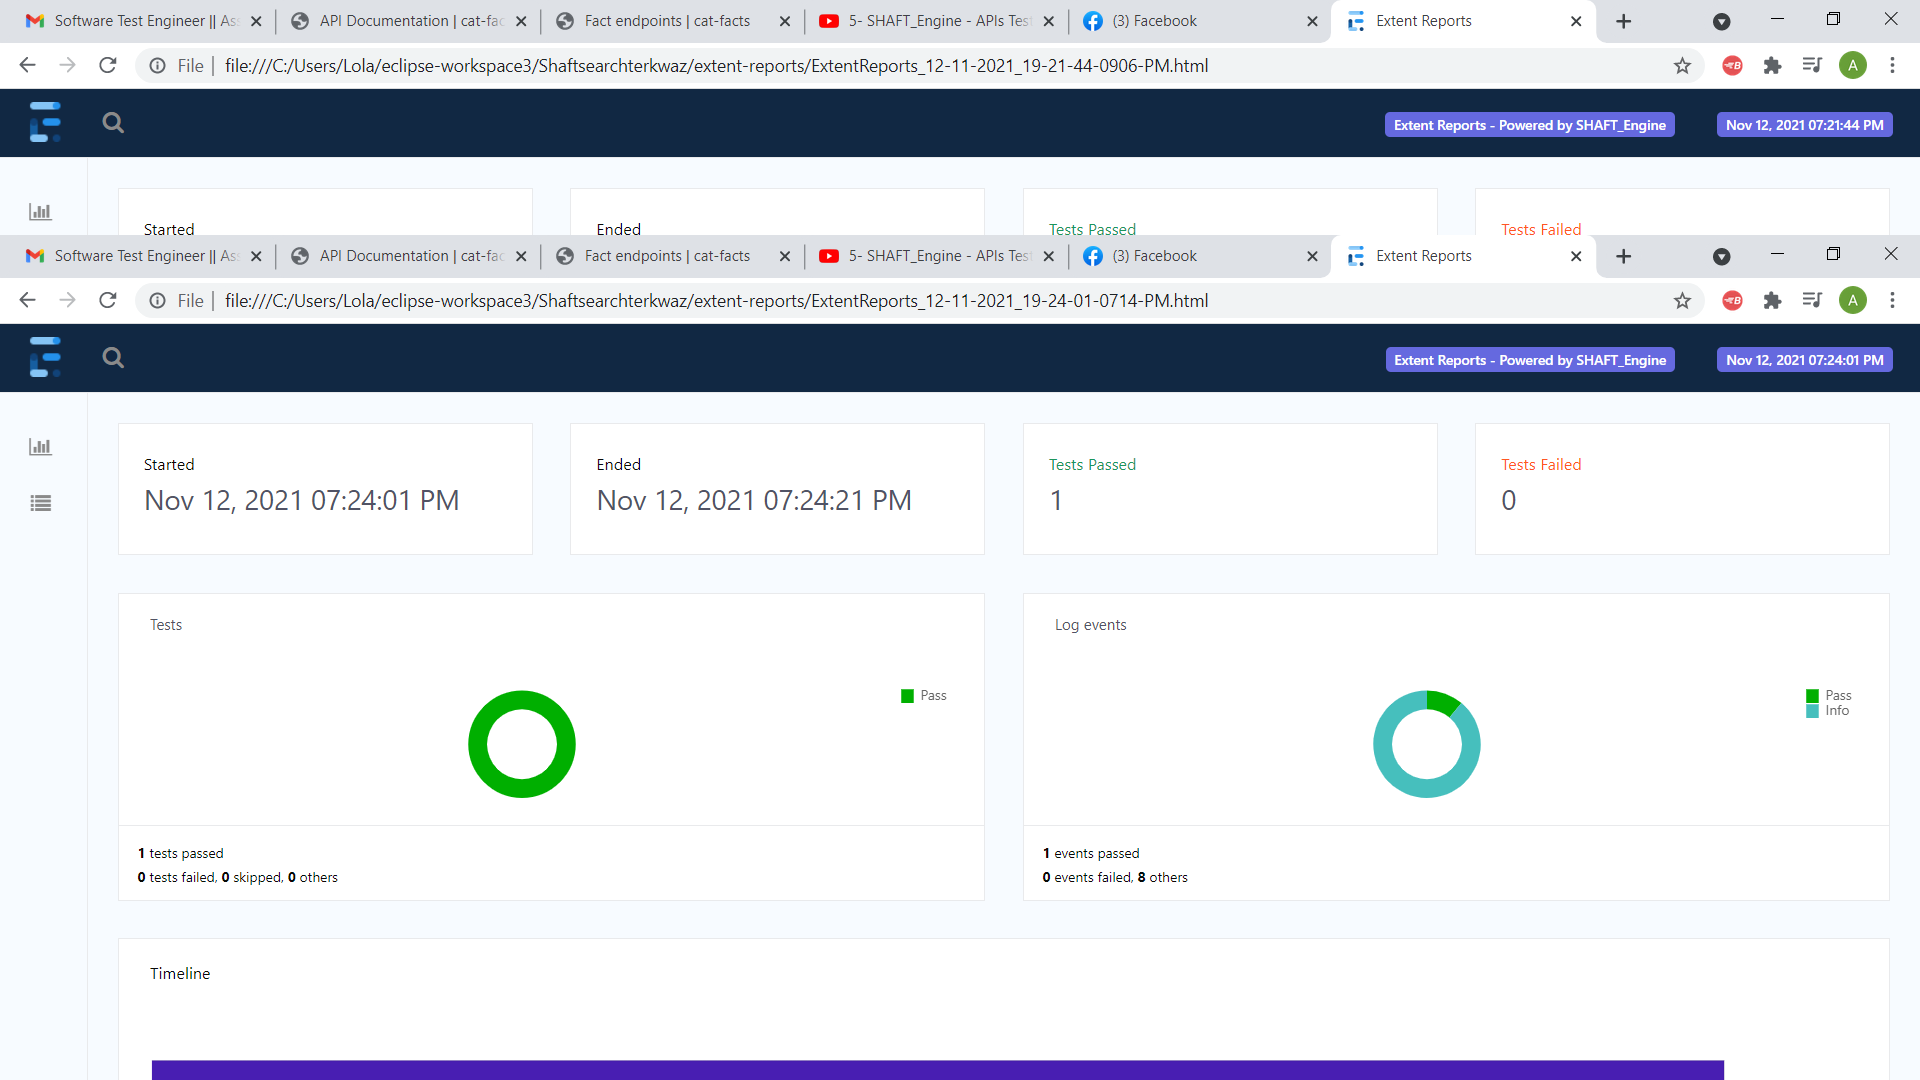 Software Test Engineer || As
API Documentation | cat-fac
Fact endpoints | cat-facts
5- SHAFT_Engine - APIs Test
(3) Facebook
Extent Reports
File
file:///C:/Users/Lola/eclipse-workspace3/Shaftsearchterkwaz/extent-reports/ExtentReports_12-11-2021_19-21-44-0906-PM.html
A
Extent Reports - Powered by SHAFT_Engine
Nov 12, 2021 07:21:44 PM
Started
Ended
Tests Passed
Tests Failed
Software Test Engineer || As
API Documentation | cat-fac
Fact endpoints | cat-facts
5- SHAFT_Engine - APIs Test
(3) Facebook
Extent Reports
File
file:///C:/Users/Lola/eclipse-workspace3/Shaftsearchterkwaz/extent-reports/ExtentReports_12-11-2021_19-24-01-0714-PM.html
A
Extent Reports - Powered by SHAFT_Engine
Nov 12, 2021 07:24:01 PM
Started
Nov 12, 2021 07:24:01 PM
Ended
Nov 12, 2021 07:24:21 PM
Tests Passed
1
Tests Failed
0
Tests
Pass
1 tests passed
0 tests failed, 0 skipped, 0 others
Log events
Pass
Info
1 events passed
0 events failed, 8 others
Timeline